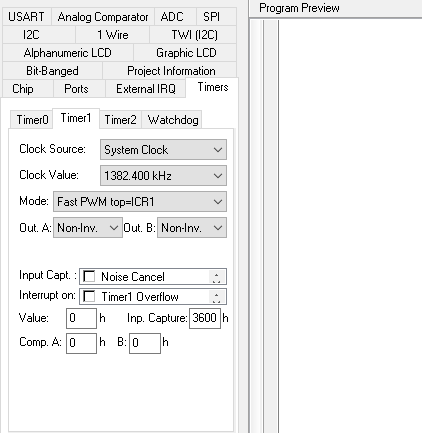 Program Preview
USART Analog Comparator ADC SPI
I2C 1 Wire TWI (I2C)
Alphanumeric LCD Graphic LCD
Bit-Banged Project Information
Chip Ports External IRQ Timers
Timer0 Timer1 Timer2 Watchdog
Clock Source: System Clock
Clock Value: 1382.400 kHz
Mode: Fast PWM top=ICR1
Out. A: Non-Inv. Out. B: Non-Inv.
Input Capt. : Noise Cancel
Interrupt on: Timer1 Overflow
Value: 0 h Inp. Capture: 3600 h
Comp. A: 0 h B: 0 h